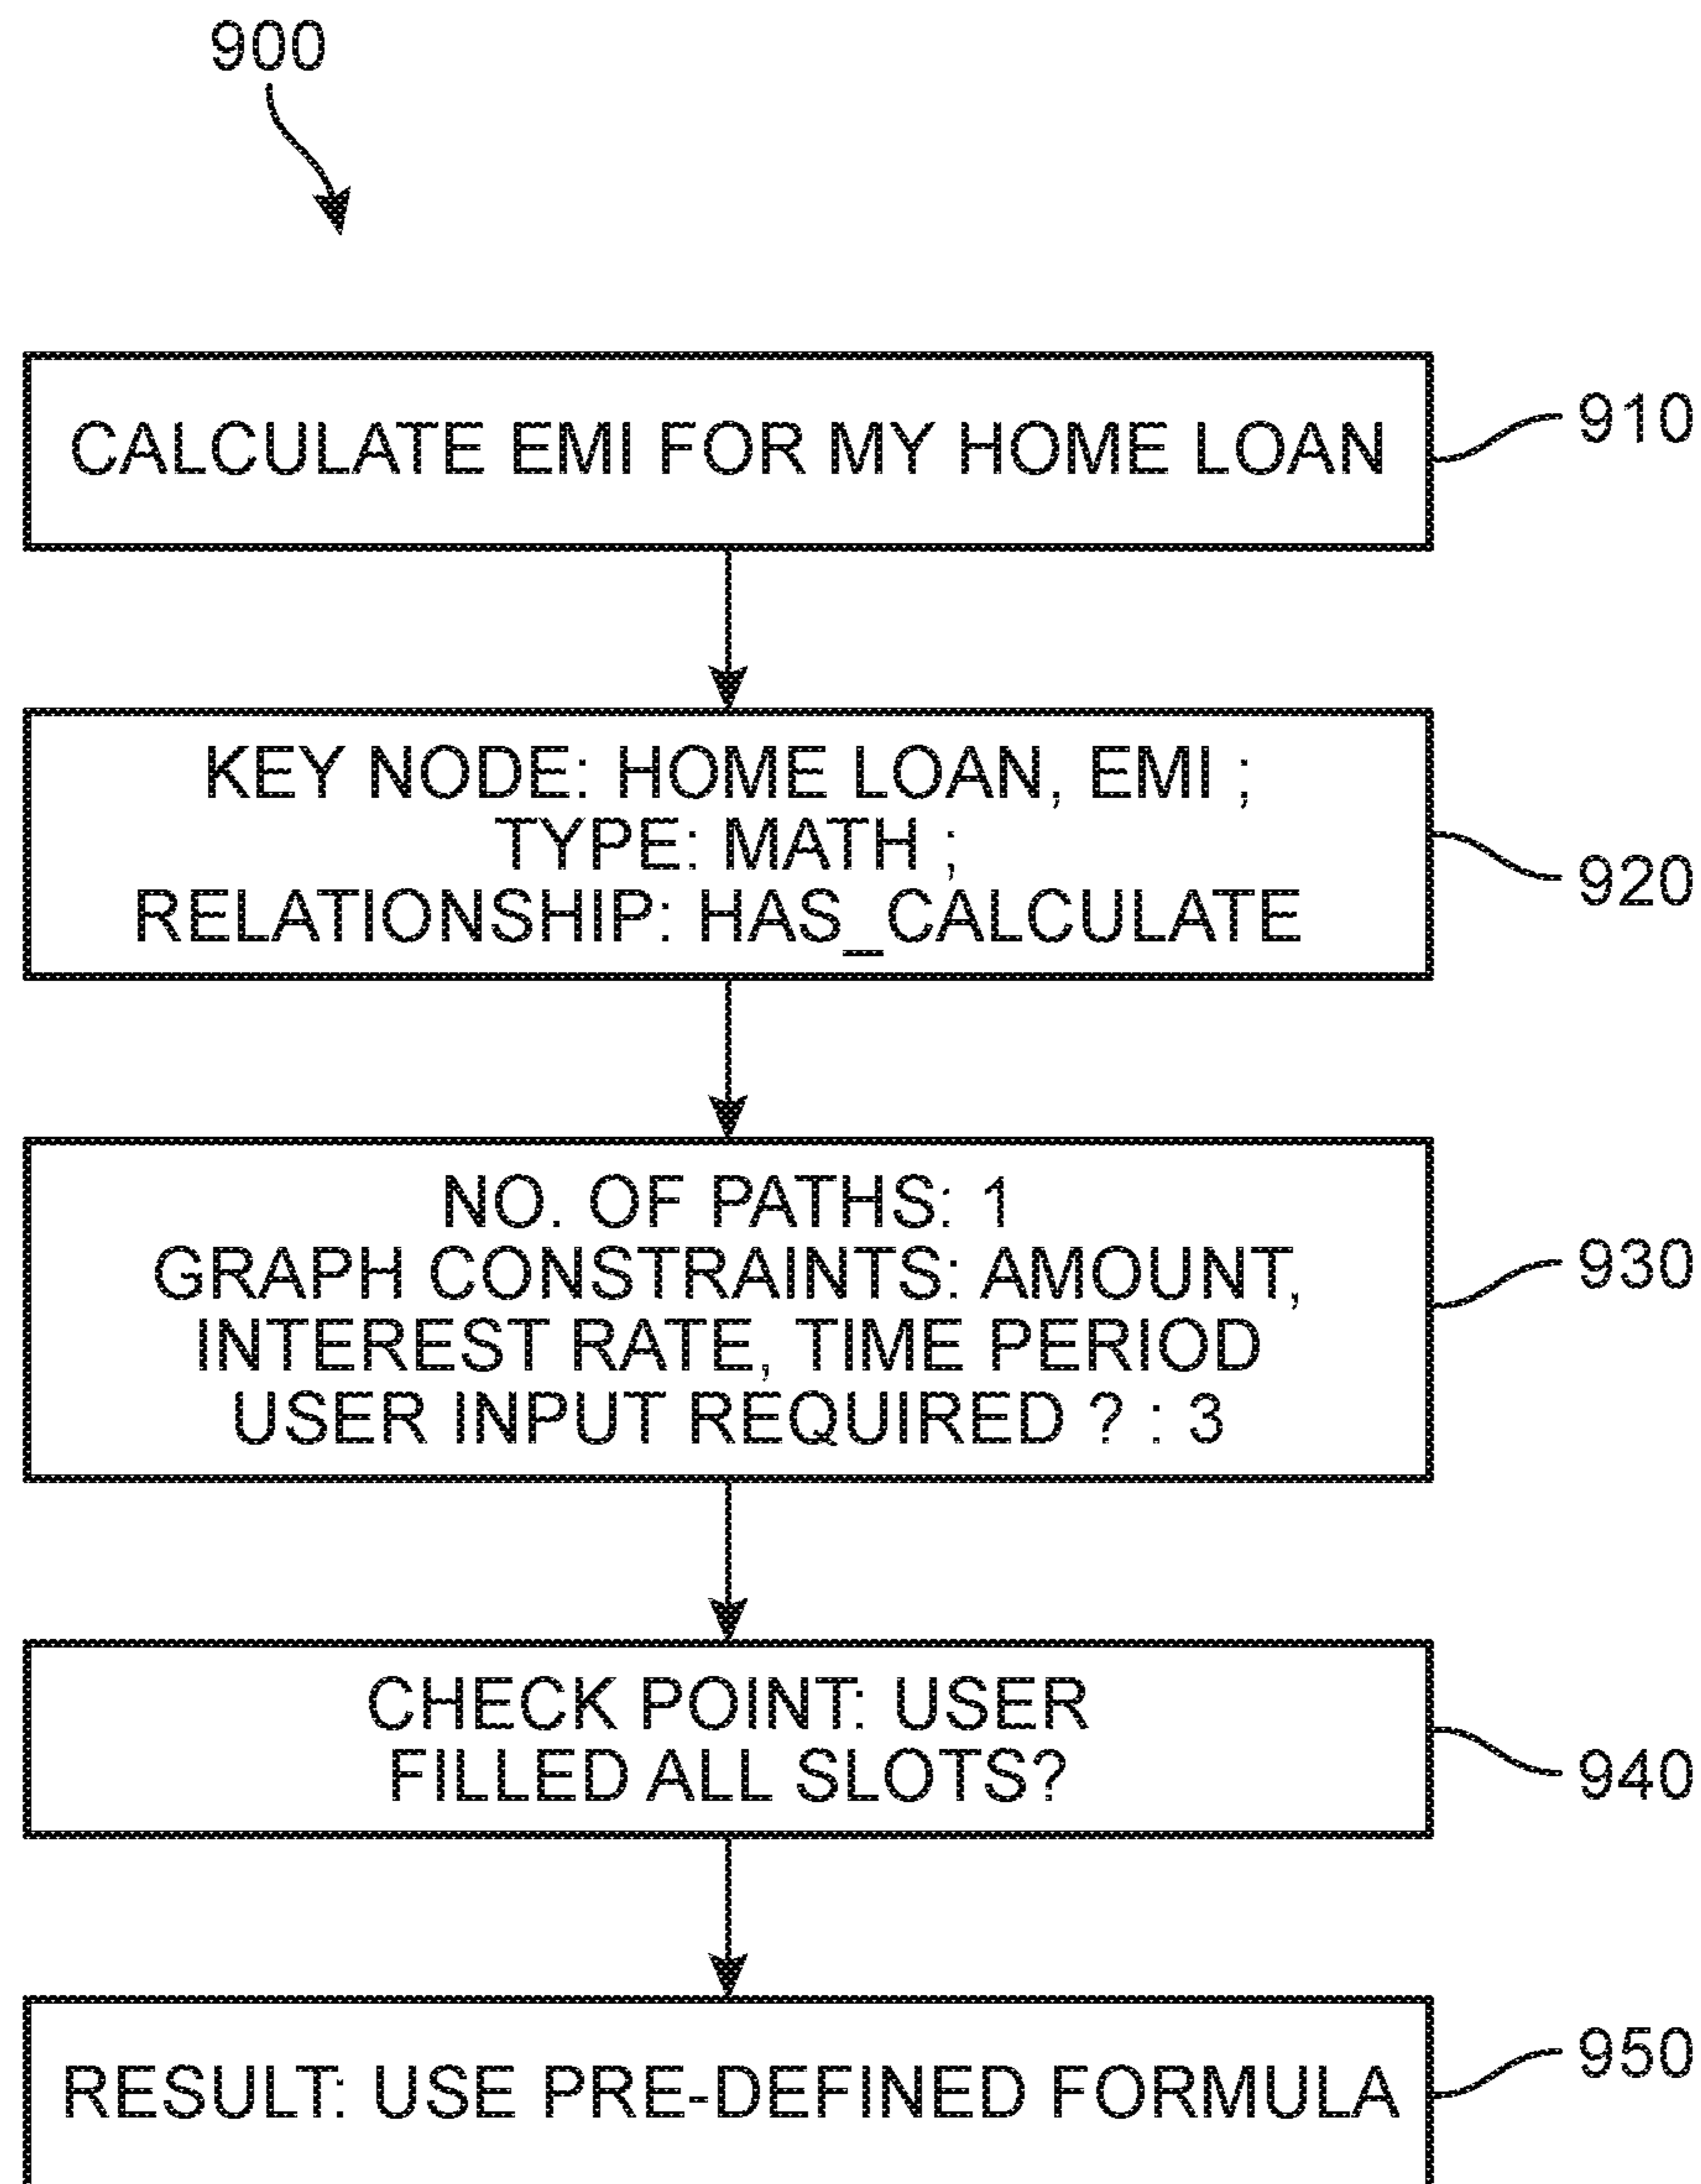 900
CALCULATE EMI FOR MY HOME LOAN
910
KEY NODE: HOME LOAN, EMI ;
TYPE: MATH ;
RELATIONSHIP: HAS_CALCULATE
920
NO. OF PATHS: 1
GRAPH CONSTRAINTS: AMOUNT,
INTEREST RATE, TIME PERIOD
USER INPUT REQUIRED ? : 3
930
CHECK POINT: USER
FILLED ALL SLOTS?
940
RESULT: USE PRE-DEFINED FORMULA
950